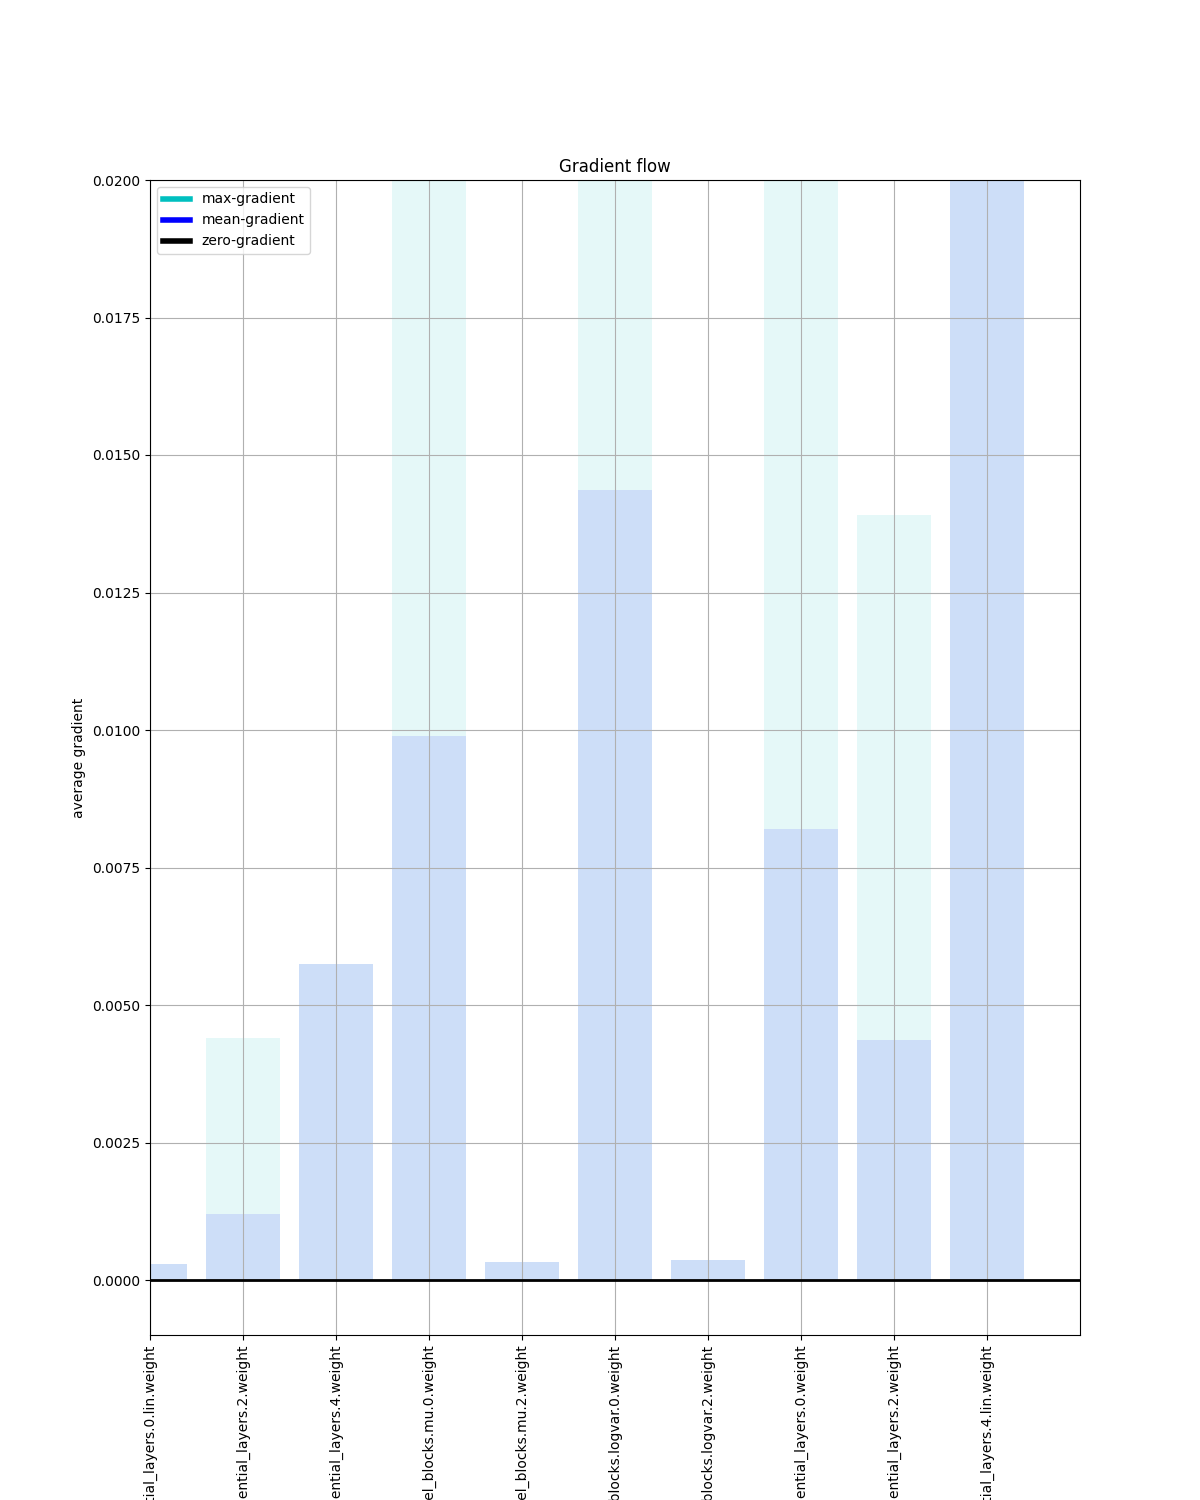 Gradient flow
max-gradient
mean-gradient
zero-gradient
0.0200
0.0175
0.0150
0.0125
0.0100
0.0075
0.0050
0.0025
0.0000
average gradient
tial_layers.0.lin.weight
ential_layers.2.weight
ential_layers.4.weight
el_blocks.mu.0.weight
el_blocks.mu.2.weight
blocks.logvar.0.weight
blocks.logvar.2.weight
ential_layers.0.weight
ential_layers.2.weight
tial_layers.4.lin.weight